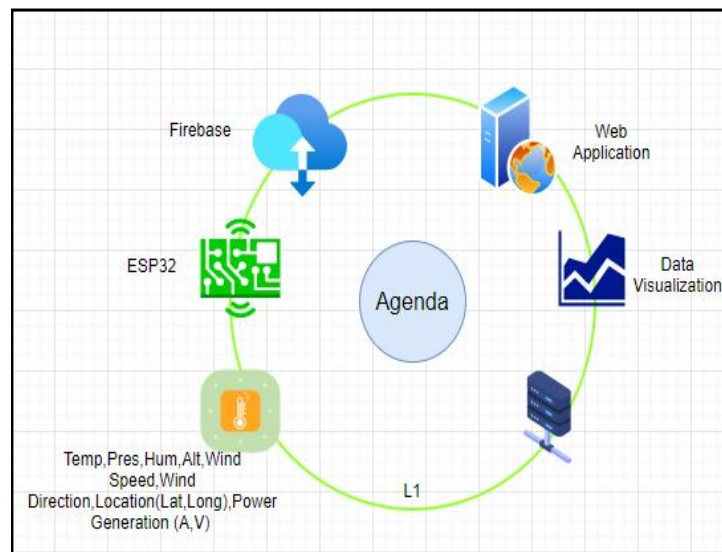 Firebase
Web
Application
ESP32
Agenda
Data
Visualization
Temp,Pres,Hum,Alt,Wind
Speed,Wind
Direction,Location(Lat,Long),Power
Generation (A,V)
L1